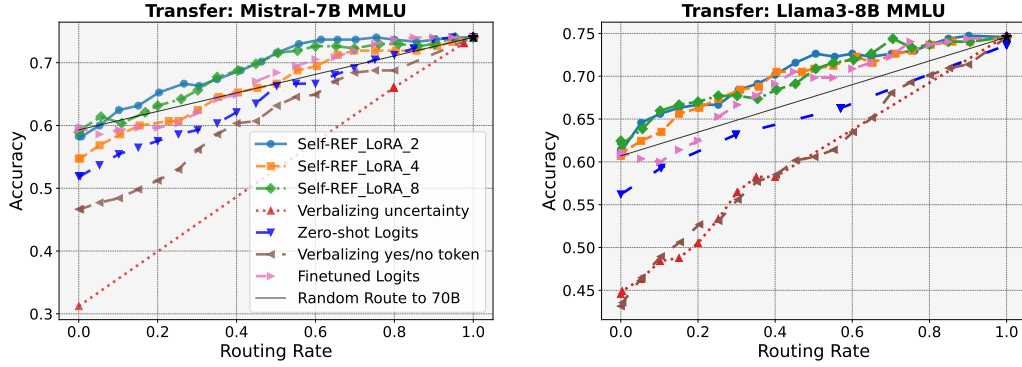 Transfer: Mistral-7B MMLU
Accuracy
0.7
0.6
0.5
0.4
0.3
0.0 0.2 0.4 0.6 0.8 1.0
Routing Rate
Self-REF_LoRA_2
Self-REF_LoRA_4
Self-REF_LoRA_8
Verbalizing uncertainty
Zero-shot Logits
Verbalizing yes/no token
Finetuned Logits
Random Route to 70B
Transfer: Llama3-8B MMLU
Accuracy
0.75
0.70
0.65
0.60
0.55
0.50
0.45
0.0 0.2 0.4 0.6 0.8 1.0
Routing Rate